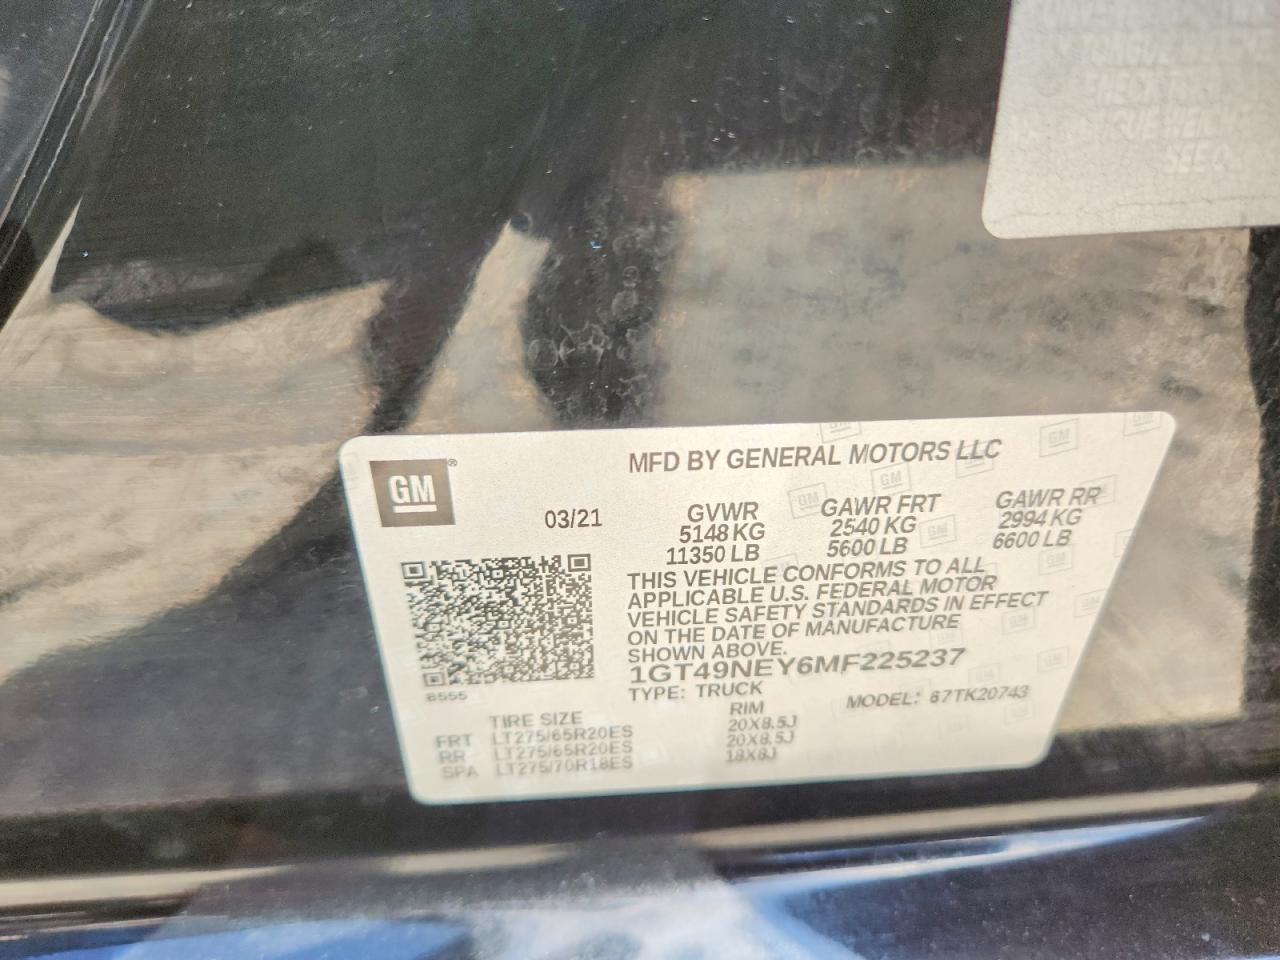 TONGUE
SEE
GM
MFD BY GENERAL MOTORS LLC
03/21
GVWR GAWR FRT GAWR RR
5148 KG 2540 KG 2994 KG
11350 LB 5600 LB 6600 LB
THIS VEHICLE CONFORMS TO ALL
APPLICABLE U.S. FEDERAL MOTOR
VEHICLE SAFETY STANDARDS IN EFFECT
ON THE DATE OF MANUFACTURE
SHOWN ABOVE.
1GT49NEY6MF225237
TYPE: TRUCK MODEL: 67TK20743
8555
TIRE SIZE RIM
FRT LT275/65R20ES 20X8.5J
RR LT275/65R20ES 20X8.5J
SPA LT275/70R18ES 18X8J